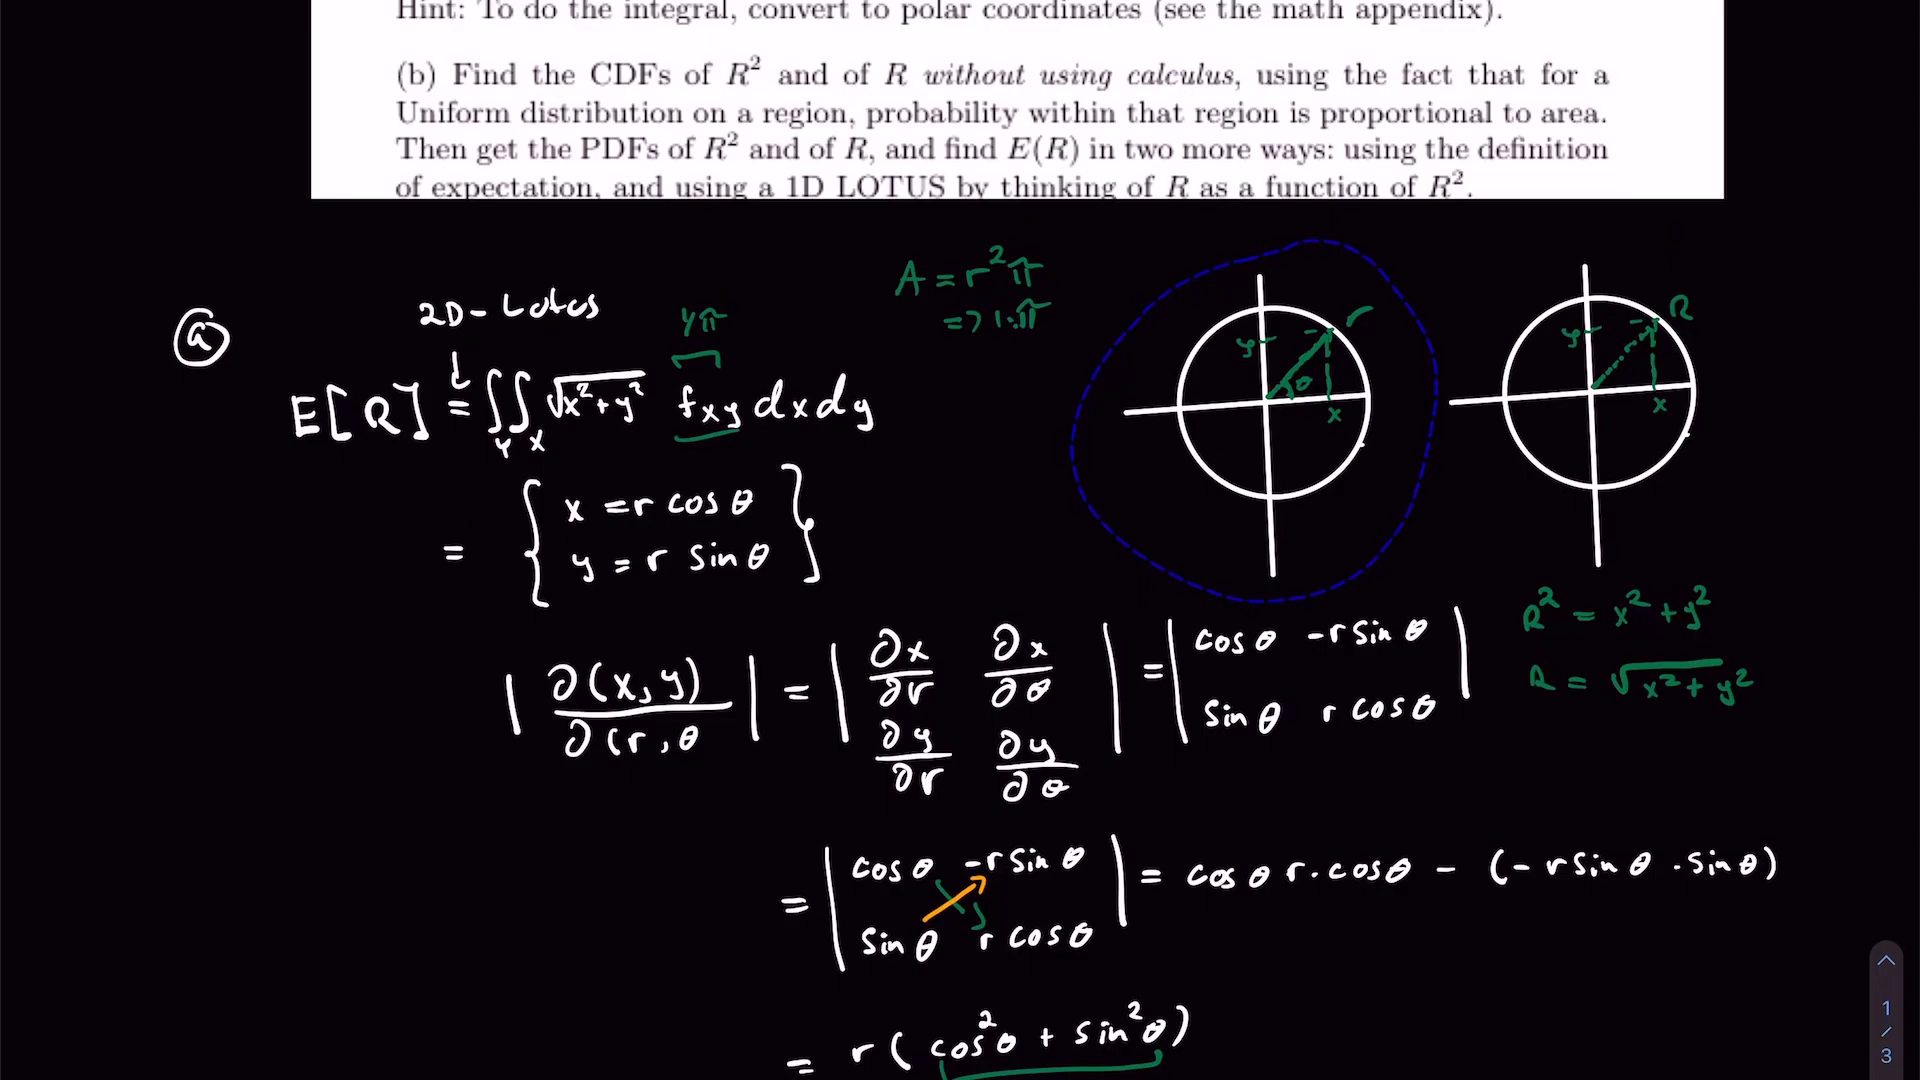 Hint: To do the integral, convert to polar coordinates (see the math appendix).
(b) Find the CDFs of R² and of R without using calculus, using the fact that for a
Uniform distribution on a region, probability within that region is proportional to area.
Then get the PDFs of R² and of R, and find E(R) in two more ways: using the definition
of expectation, and using a 1D LOTUS by thinking of R as a function of R².
A = r²π
=> 1·π
2D - Lotus
ⓐ
E[R] = ∬ √x²+y² fxy dxdy
Y X
r
y
θ
x
R
y
x
= { x = r cos θ
y = r sin θ }
R² = x² + y²
R = √x² + y²
| ∂(x,y) / ∂(r,θ | = | ∂x/∂r ∂x/∂θ ∂y/∂r ∂y/∂θ | = | cos θ -r sin θ sin θ r cos θ |
= | cos θ -r sin θ sin θ r cos θ | = cos θ r·cos θ - (-r sin θ · sin θ)
= r ( cos²θ + sin²θ )
1
/
3